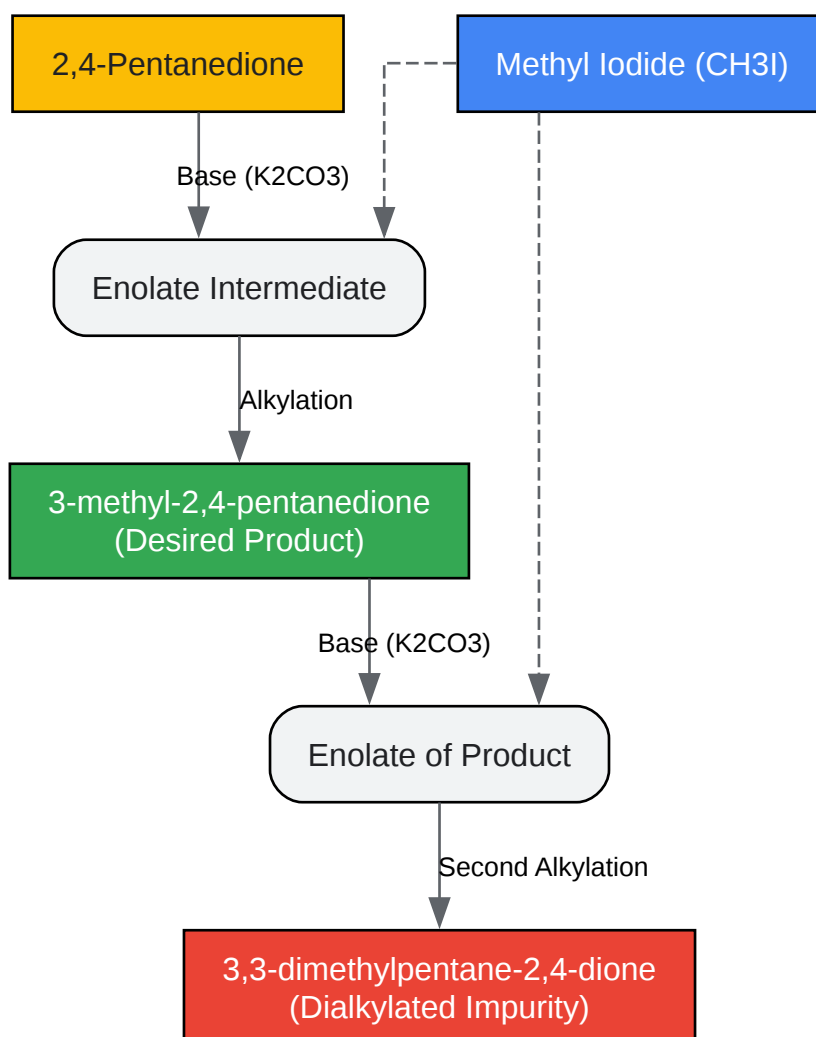 2,4-Pentanedione
Methyl Iodide (CH3I)
Base (K2CO3)
Enolate Intermediate
Alkylation
3-methyl-2,4-pentanedione
(Desired Product)
Base (K2CO3)
Enolate of Product
Second Alkylation
3,3-dimethylpentane-2,4-dione
(Dialkylated Impurity)